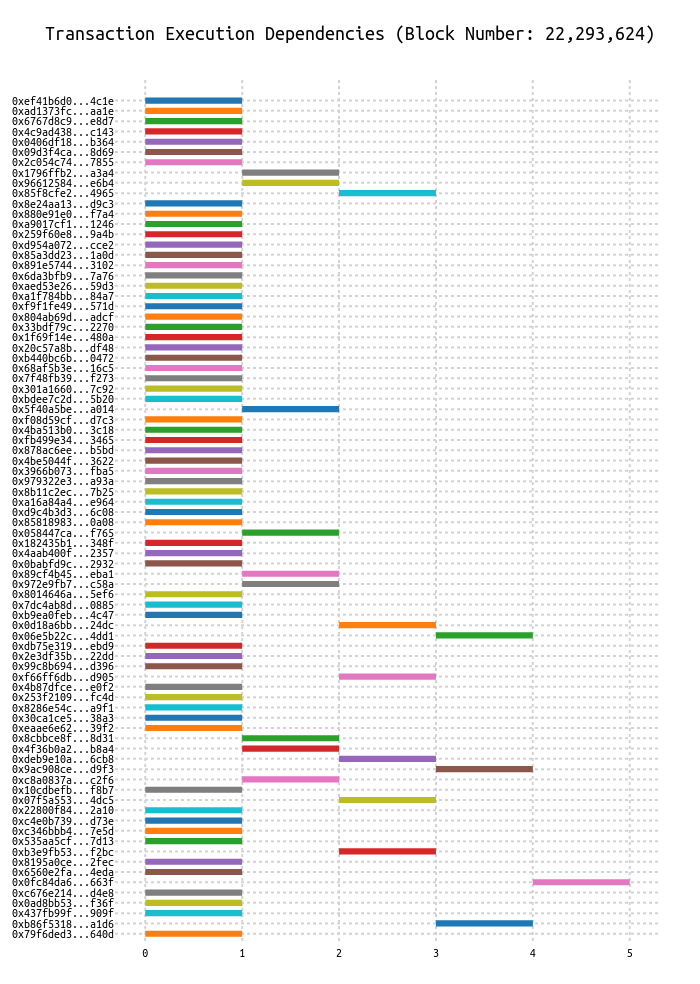 Transaction Execution Dependencies (Block Number: 22,293,624)
0xef41b6d0...4c1e
0xad1373fc...aa1e
0x6767d8c9...e8d7
0x4c9ad438...c143
0x0406df18...b364
0x09d3f4ca...8d69
0x2c054c74...7855
0x1796ffb2...a3a4
0x96612584...e6b4
0x85f8cfe2...4965
0x8e24aa13...d9c3
0x880e91e0...f7a4
0xa9017cf1...1246
0x259f60e8...9a4b
0xd954a072...cce2
0x85a3dd23...1a0d
0x891e5744...3102
0x6da3bfb9...7a76
0xaed53e26...59d3
0xa1f784bb...84a7
0xf9f1fe49...571d
0x804ab69d...adcf
0x33bdf79c...2270
0x1f69f14e...480a
0x20c57a8b...df48
0xb440bc6b...0472
0x68af5b3e...16c5
0x7f48fb39...f273
0x301a1660...7c92
0xbdee7c2d...5b20
0x5f40a5be...a014
0xf08d59cf...d7c3
0x4ba513b0...3c18
0xfb499e34...3465
0x878ac6ee...b5bd
0x4be5044f...3622
0x3966b073...fba5
0x979322e3...a93a
0x8b11c2ec...7b25
0xa16a84a4...e964
0xd9c4b3d3...6c08
0x85818983...0a08
0x058447ca...f765
0x182435b1...348f
0x4aab400f...2357
0x0babfd9c...2932
0x89cf4b45...eba1
0x972e9fb7...c58a
0x8014646a...5ef6
0x7dc4ab8d...0885
0xb9ea0feb...4c47
0x0d18a6bb...24dc
0x06e5b22c...4dd1
0xdb75e319...ebd9
0x2e3df35b...22dd
0x99c8b694...d396
0xf66ff6db...d905
0x4b87dfce...e0f2
0x253f2109...fc4d
0x8286e54c...a9f1
0x30ca1ce5...38a3
0xeaae6e62...39f2
0x8cbbce8f...8d31
0x4f36b0a2...b8a4
0xdeb9e10a...6cb8
0x9ac908ce...d9f3
0xc8a0837a...c2f6
0x10cdbefb...f8b7
0x07f5a553...4dc5
0x22800f84...2a10
0xc4e0b739...d73e
0xc346bbb4...7e5d
0x535aa5cf...7d13
0xb3e9fb53...f2bc
0x8195a0ce...2fec
0x6560e2fa...4eda
0x0fc84da6...663f
0xc676e214...d4e8
0x0ad8bb53...f36f
0x437fb99f...909f
0xb86f5318...a1d6
0x79f6ded3...640d
0 1 2 3 4 5